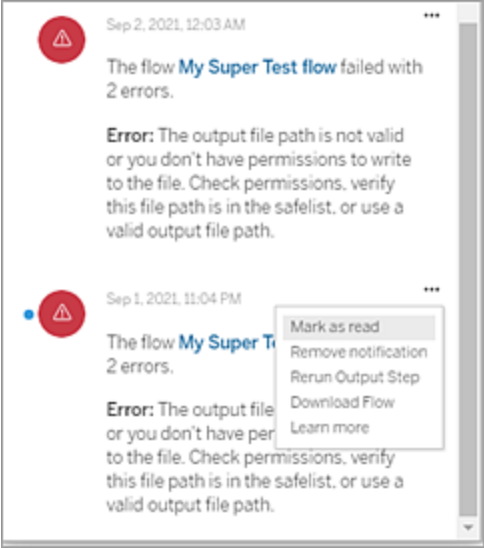 Sep 2, 2021, 12:03 AM
The flow My Super Test flow failed with
2 errors.
Error: The output file path is not valid
or you don't have permissions to write
to the file. Check permissions, verify
this file path is in the safelist, or use a
valid output file path.
Sep 1, 2021, 11:04 PM
The flow My Super
2 errors.
Error: The output file
or you don't have
to the file. Check permissions, verify
this file path is in the safelist, or use a
valid output file path.
Mark as read
Remove notification
Rerun Output Step
Download Flow
Learn more